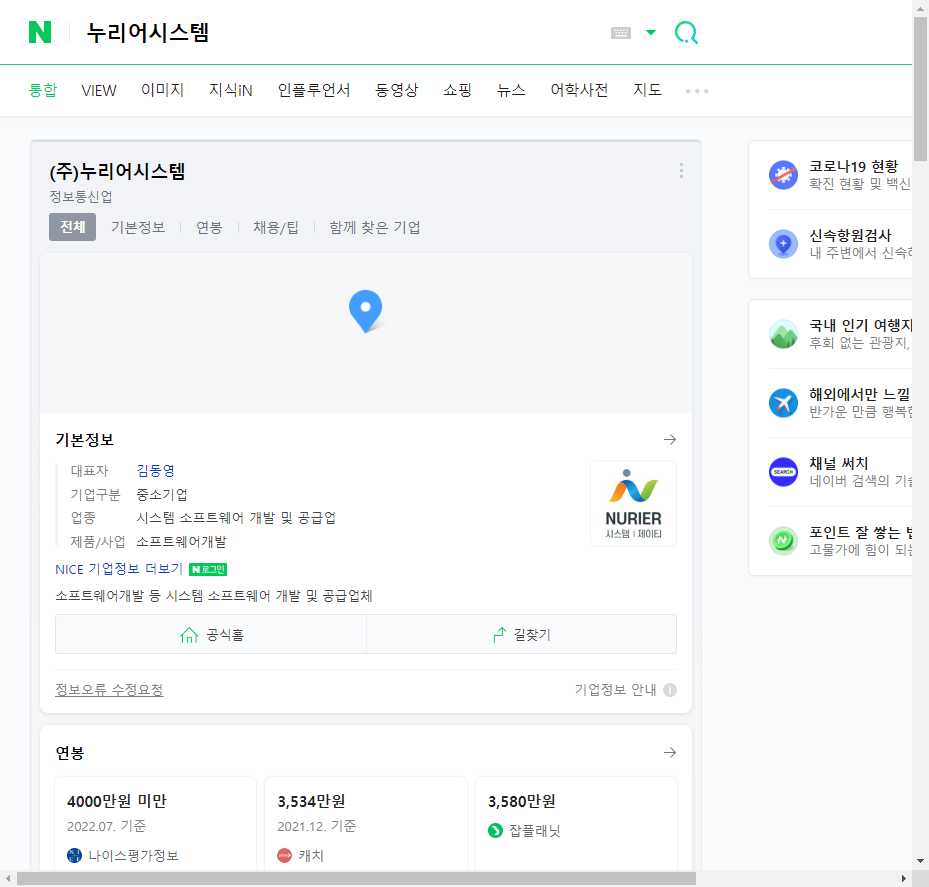 N 누리어시스템
통합 VIEW 이미지 지식iN 인플루언서 동영상 쇼핑 뉴스 어학사전 지도
(주)누리어시스템
정보통신업
전체 기본정보 연봉 채용/팁 함께 찾은 기업
기본정보
대표자 김동영
기업구분 중소기업
업종 시스템 소프트웨어 개발 및 공급업
제품/사업 소프트웨어개발
NURIER
시스템 | 제이티
NICE 기업정보 더보기 N 로그인
소프트웨어개발 등 시스템 소프트웨어 개발 및 공급업체
공식홈 길찾기
정보오류 수정요청 기업정보 안내
연봉
4000만원 미만
2022.07. 기준
나이스평가정보
3,534만원
2021.12. 기준
캐치
3,580만원
잡플래닛
코로나19 현황
확진 현황 및 백신
신속항원검사
내 주변에서 신속
국내 인기 여행지
후회 없는 관광지,
해외에서만 느낄
반가운 만큼 행복한
SEARCH
채널 써치
네이버 검색의 기술
포인트 잘 쌓는 법
고물가에 힘이 되는